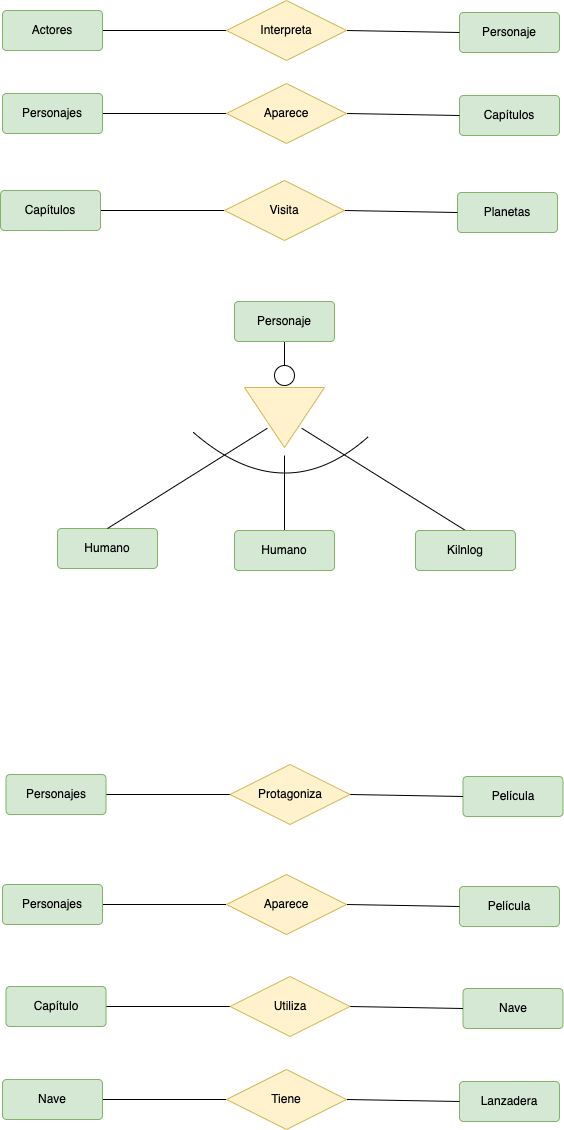 Actores
Interpreta
Personaje
Personajes
Aparece
Capítulos
Capítulos
Visita
Planetas
Personaje
Humano
Humano
Kilnlog
Personajes
Protagoniza
Película
Personajes
Aparece
Película
Capítulo
Utiliza
Nave
Nave
Tiene
Lanzadera